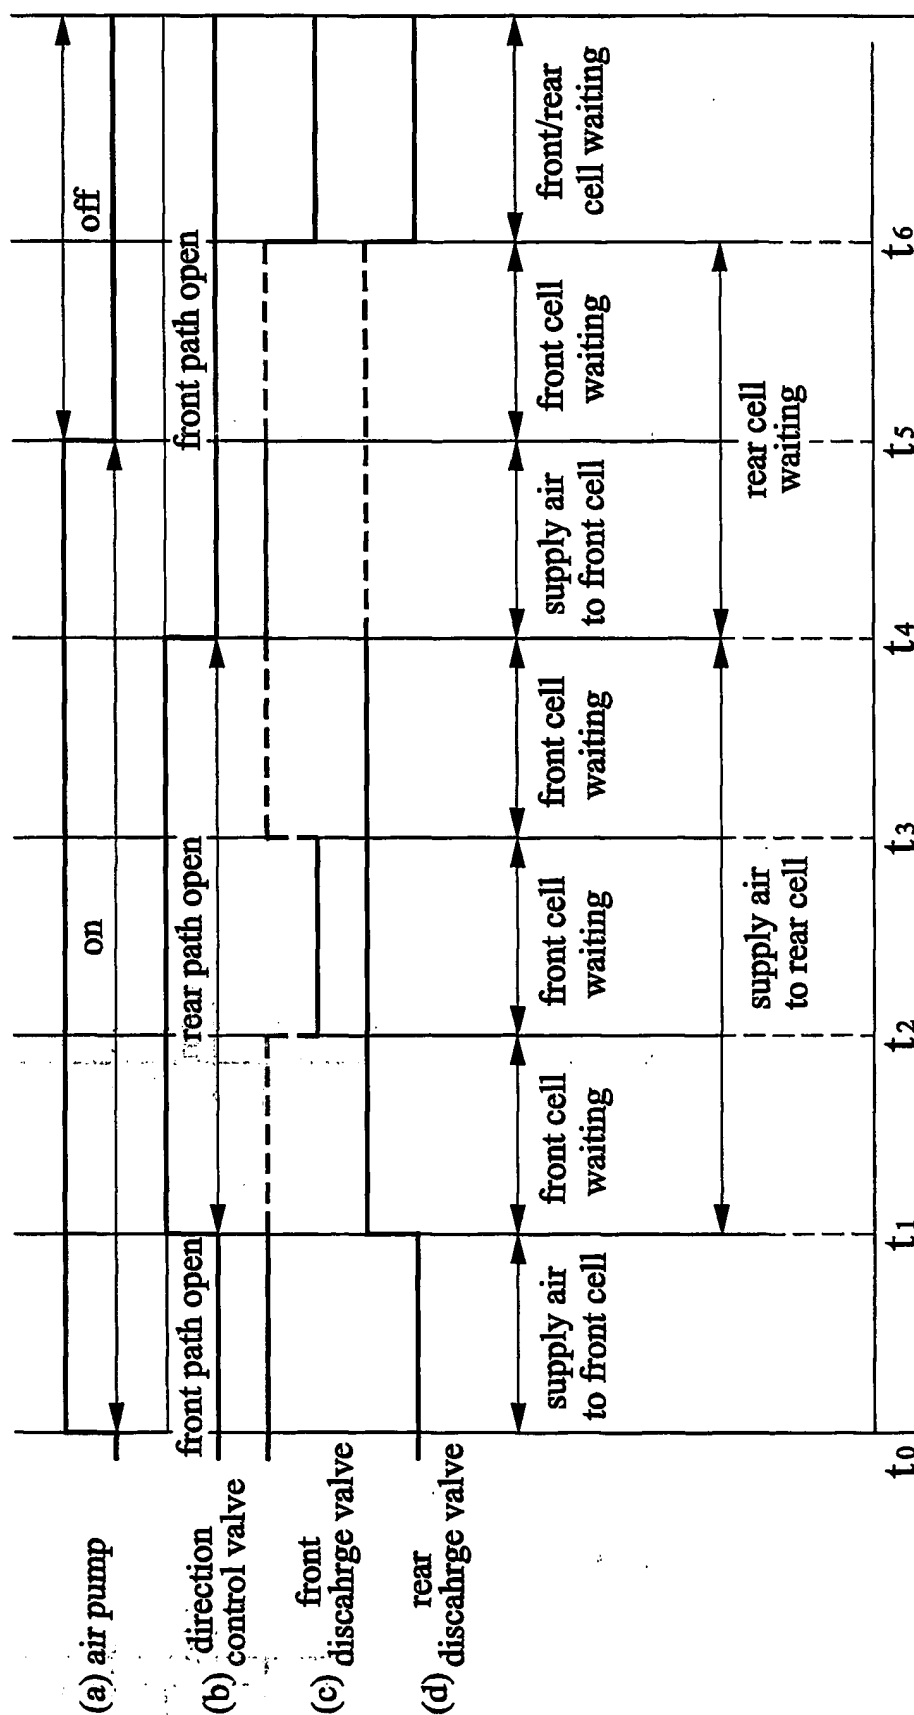 (a) air pump
on
off
(b) direction
control valve
front path open
rear path open
front path open
(c) front
discahrge valve
(d) rear
discahrge valve
supply air
to front cell
front cell
waiting
front cell
waiting
front cell
waiting
supply air
to front cell
front cell
waiting
front/rear
cell waiting
supply air
to rear cell
rear cell
waiting
t0
t1
t2
t3
t4
t5
t6